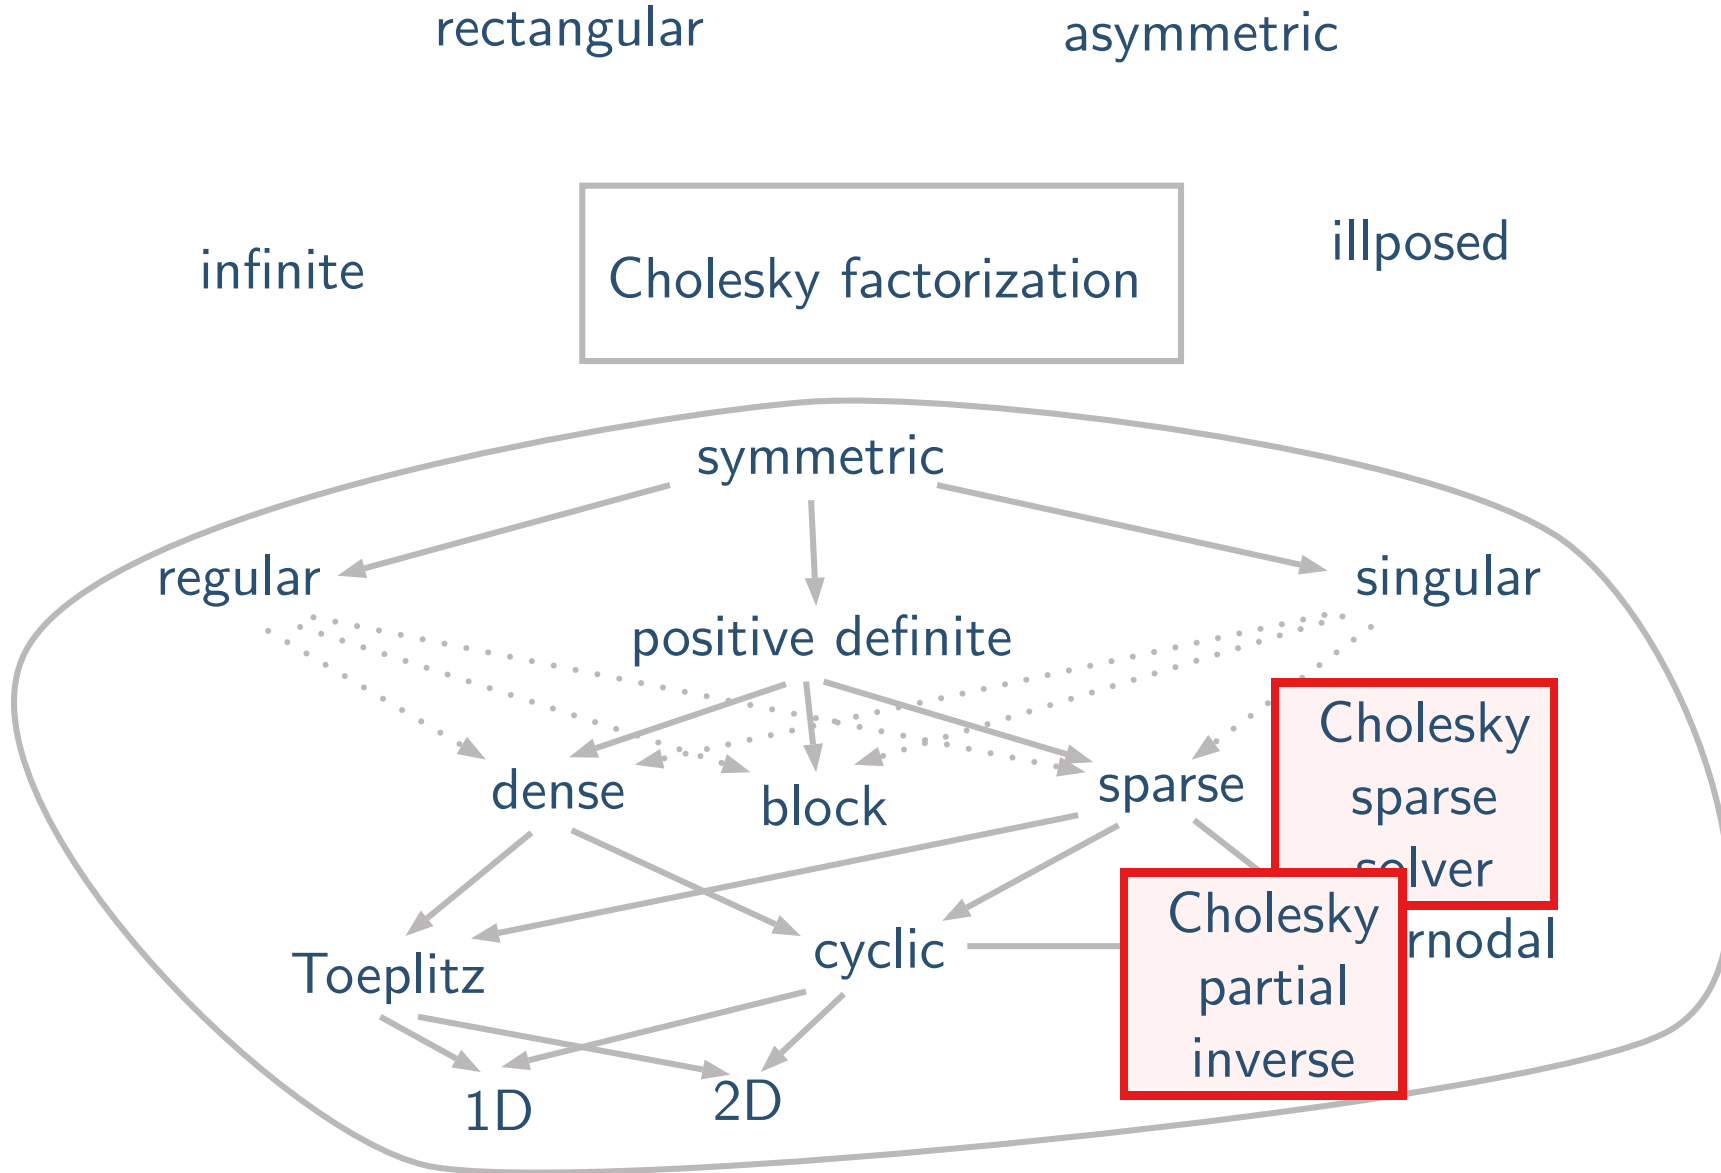 rectangular
asymmetric
infinite
Cholesky factorization
illposed
symmetric
regular
singular
positive definite
dense
block
sparse
Cholesky
sparse
solver
Toeplitz
cyclic
Cholesky
partial
inverse
1D
2D